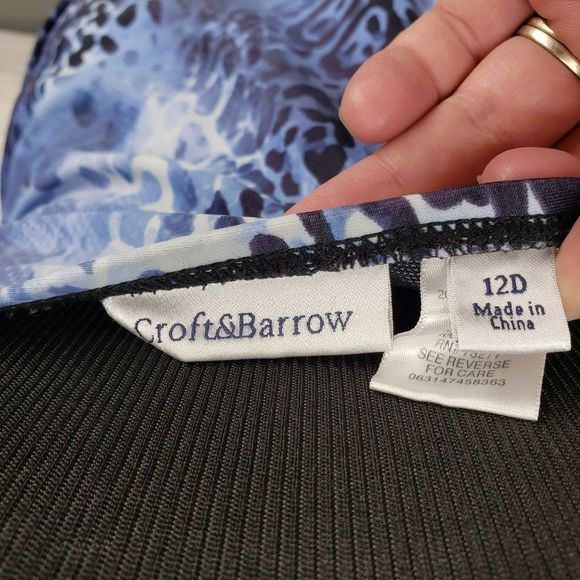 Croft&Barrow
12D
Made in
China
SEE REVERSE
FOR CARE
063147458363